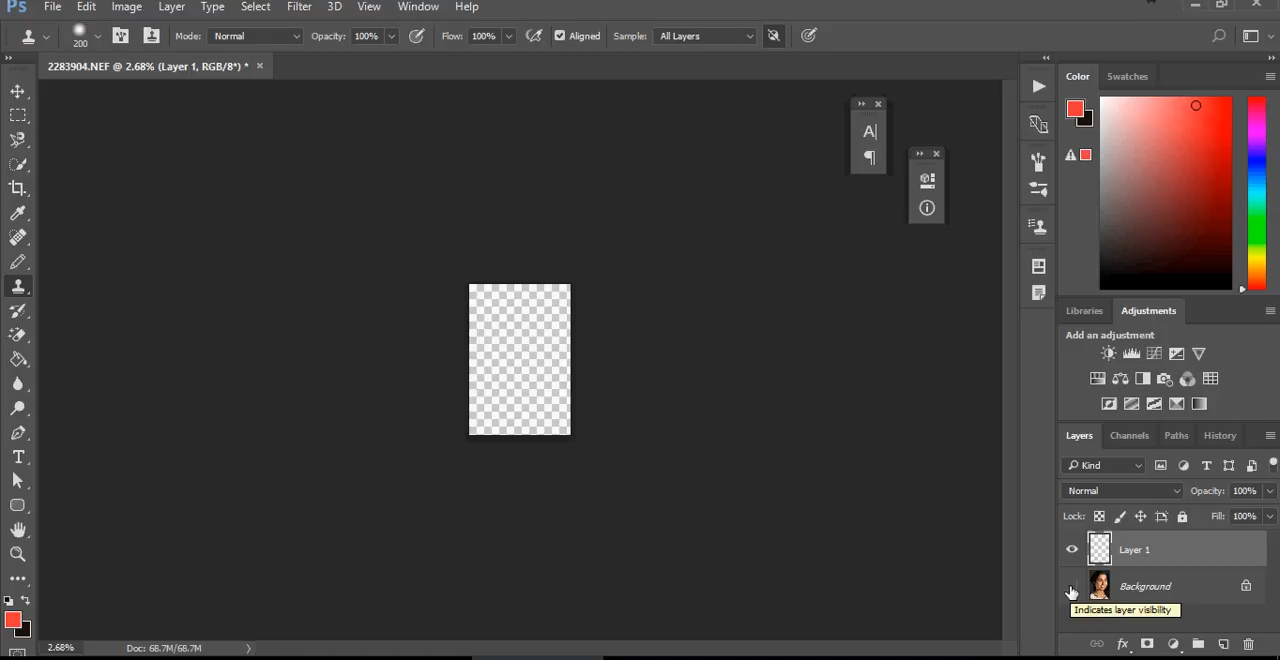 Ps File Edit Image Layer Type Select Filter 3D View Window Help
200 Mode: Normal Opacity: 100% Flow: 100% Aligned Sample: All Layers
2283904.NEF @ 2.68% (Layer 1, RGB/8*) * ×
Color Swatches
A
Libraries Adjustments
Add an adjustment
Layers Channels Paths History
Kind
Normal Opacity: 100%
Lock: Fill: 100%
Layer 1
Background
Indicates layer visibility
2.68% Doc: 68.7M/68.7M